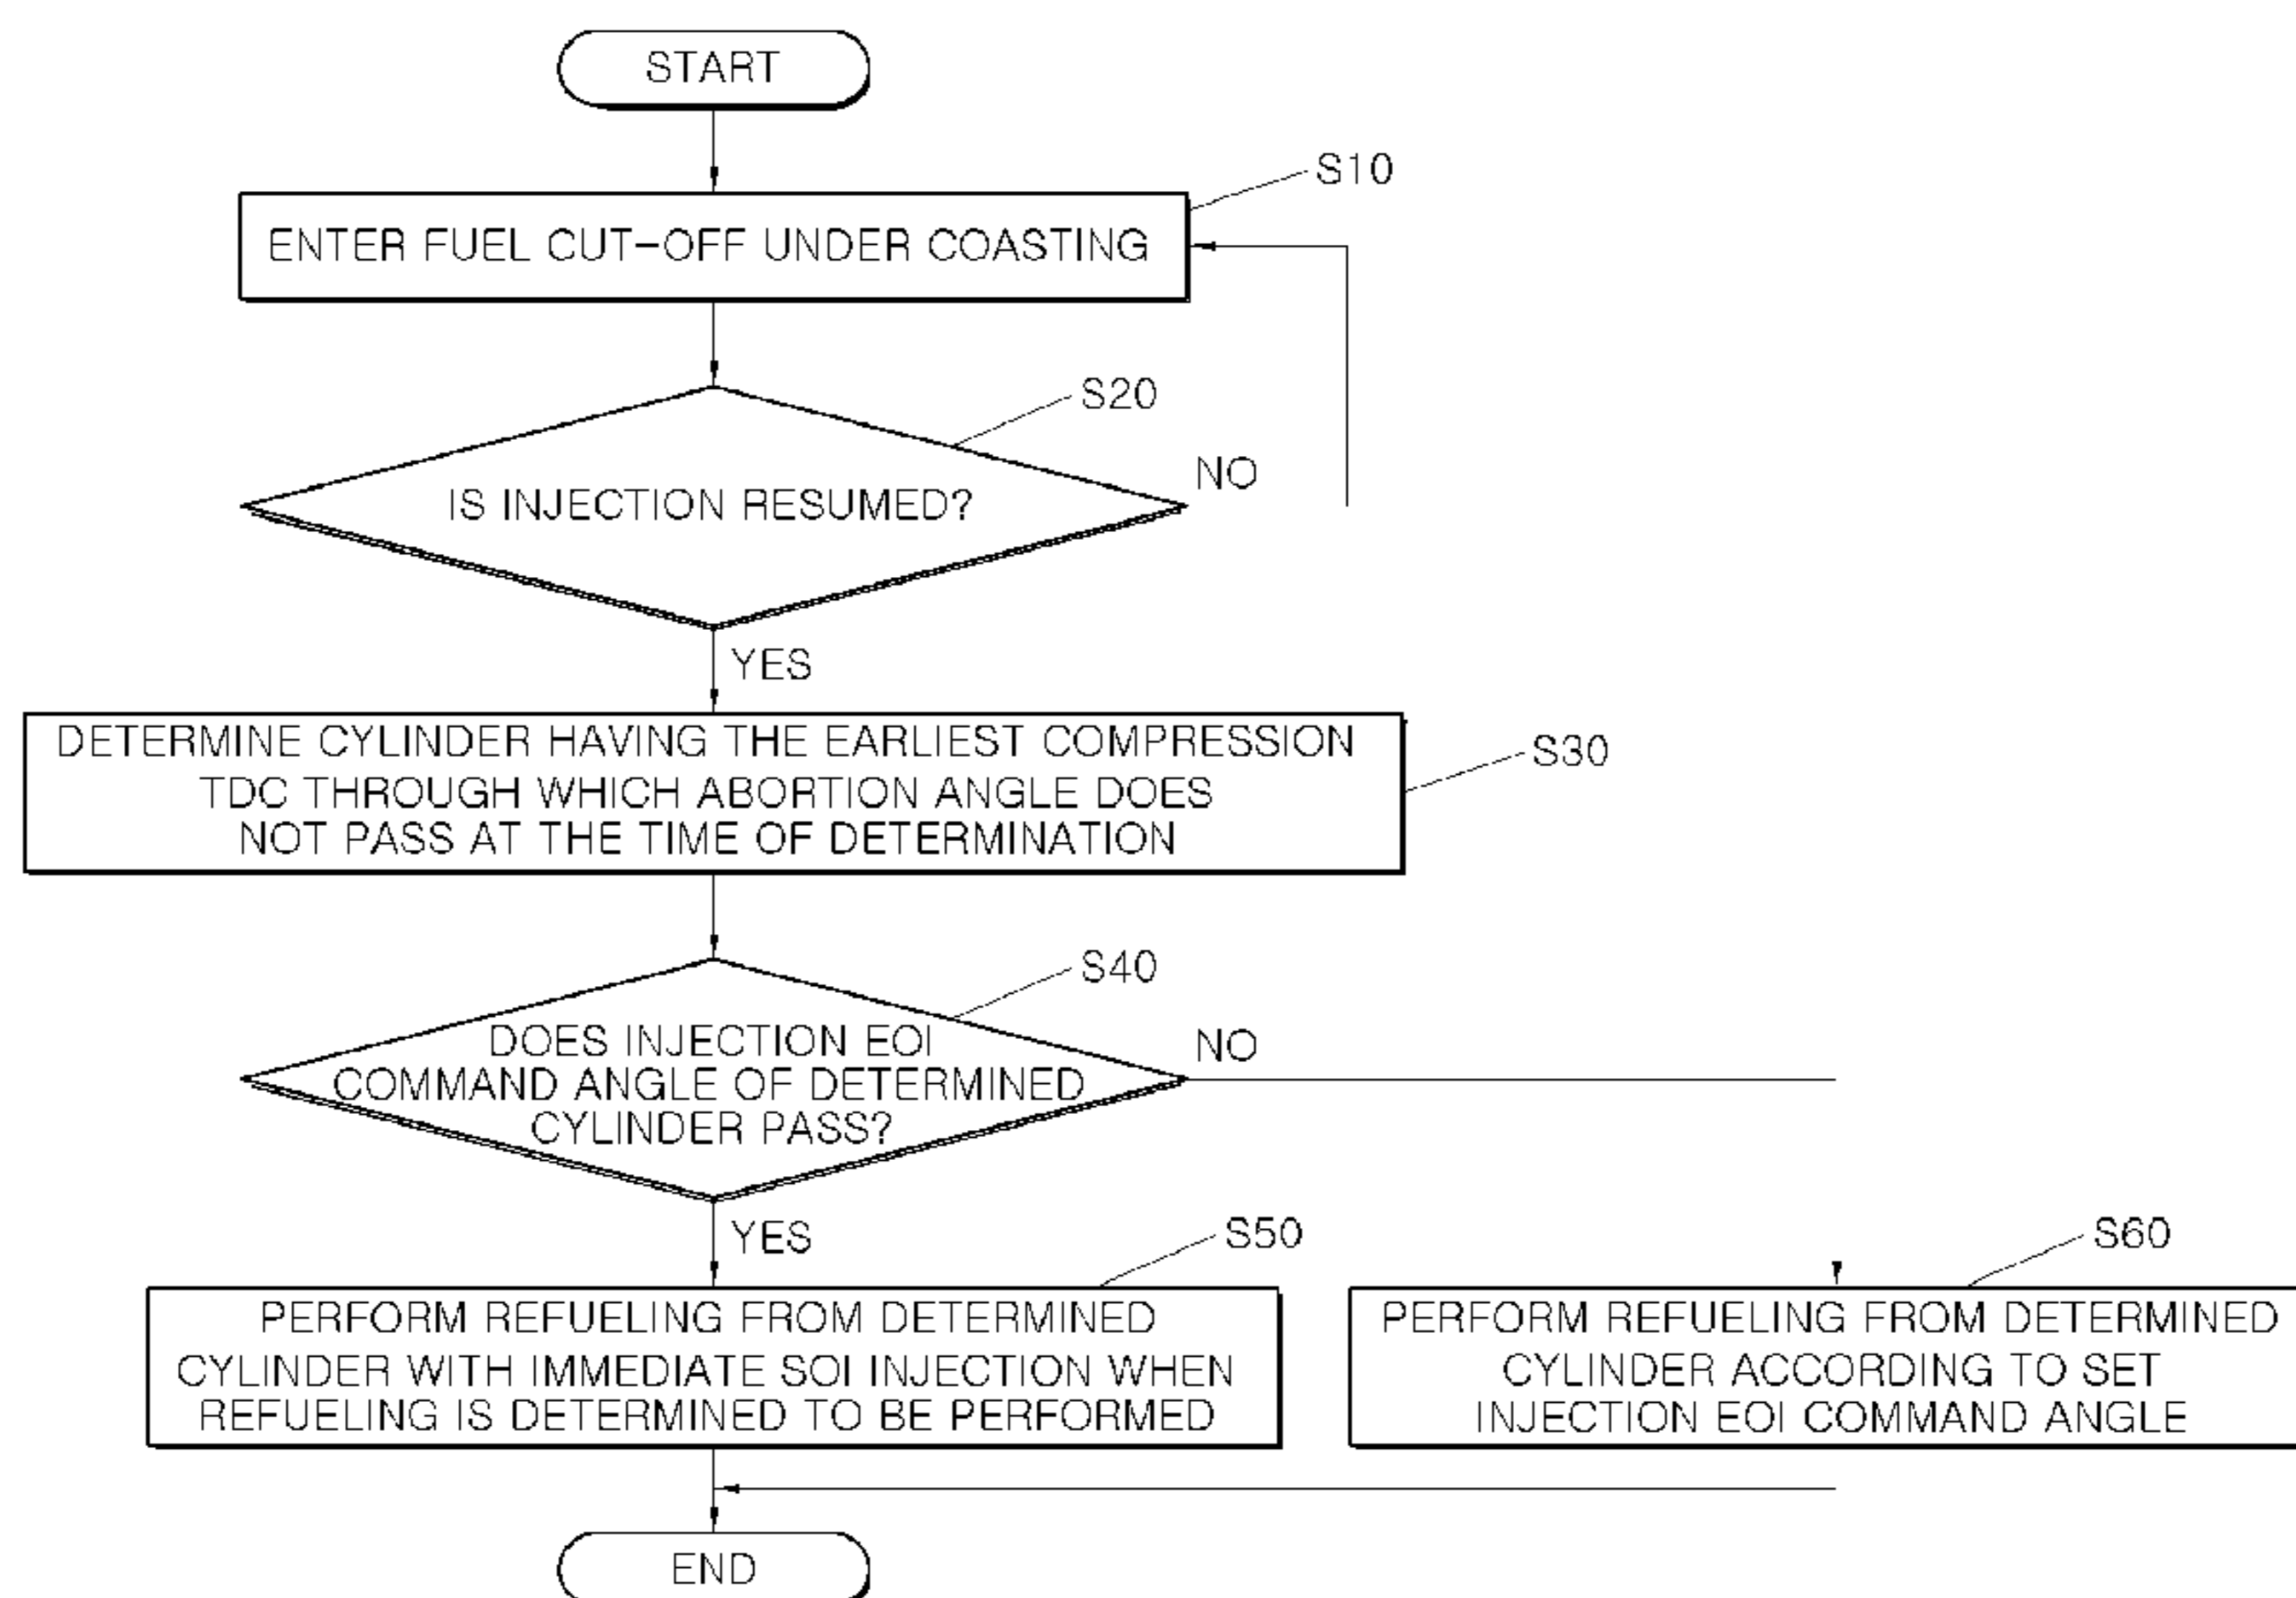 START
S10
ENTER FUEL CUT-OFF UNDER COASTING
S20
NO
IS INJECTION RESUMED?
YES
DETERMINE CYLINDER HAVING THE EARLIEST COMPRESSION
TDC THROUGH WHICH ABORTION ANGLE DOES
NOT PASS AT THE TIME OF DETERMINATION
S30
S40
NO
DOES INJECTION EOI
COMMAND ANGLE OF DETERMINED
CYLINDER PASS?
YES
S50
PERFORM REFUELING FROM DETERMINED
CYLINDER WITH IMMEDIATE SOI INJECTION WHEN
REFUELING IS DETERMINED TO BE PERFORMED
S60
PERFORM REFUELING FROM DETERMINED
CYLINDER ACCORDING TO SET
INJECTION EOI COMMAND ANGLE
END